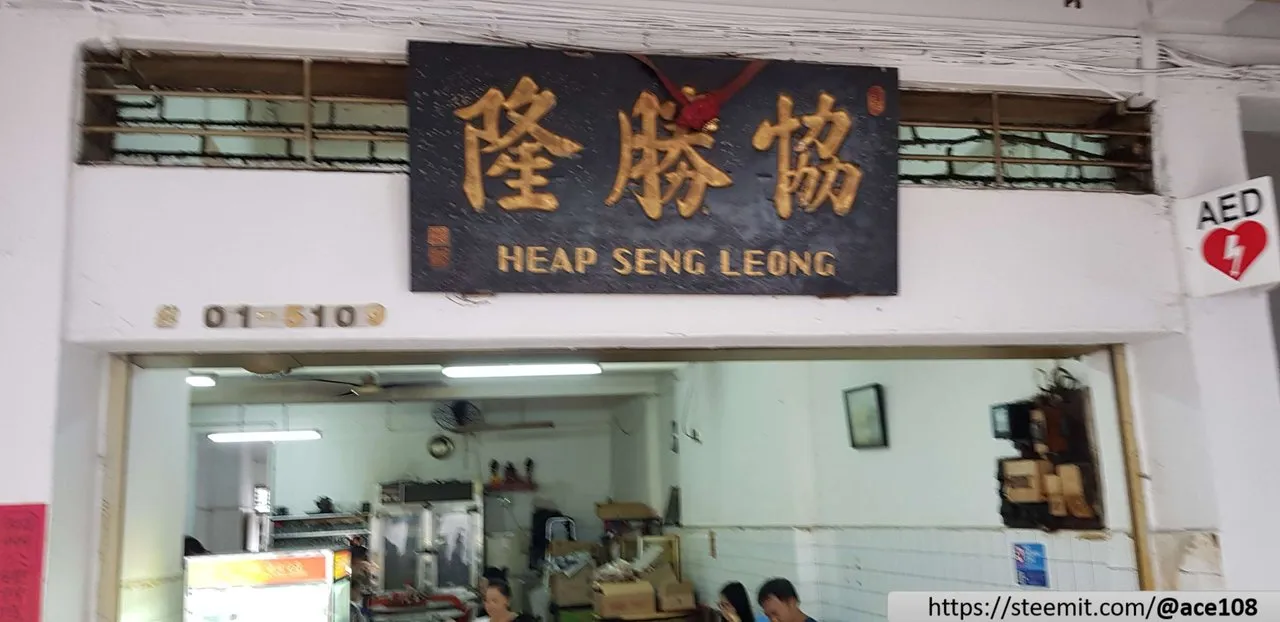 隆勝協
HEAP SENG LEONG
AED
01-5109
https://steemit.com/@ace108